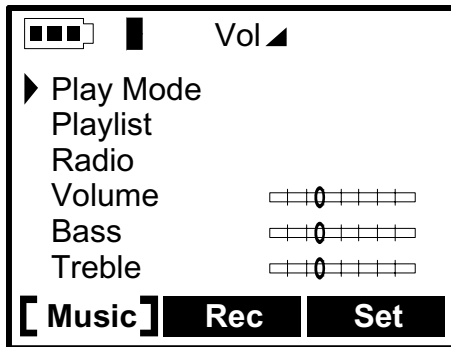 Vol
Play Mode
Playlist
Radio
Volume
Bass
Treble
[Music] Rec Set